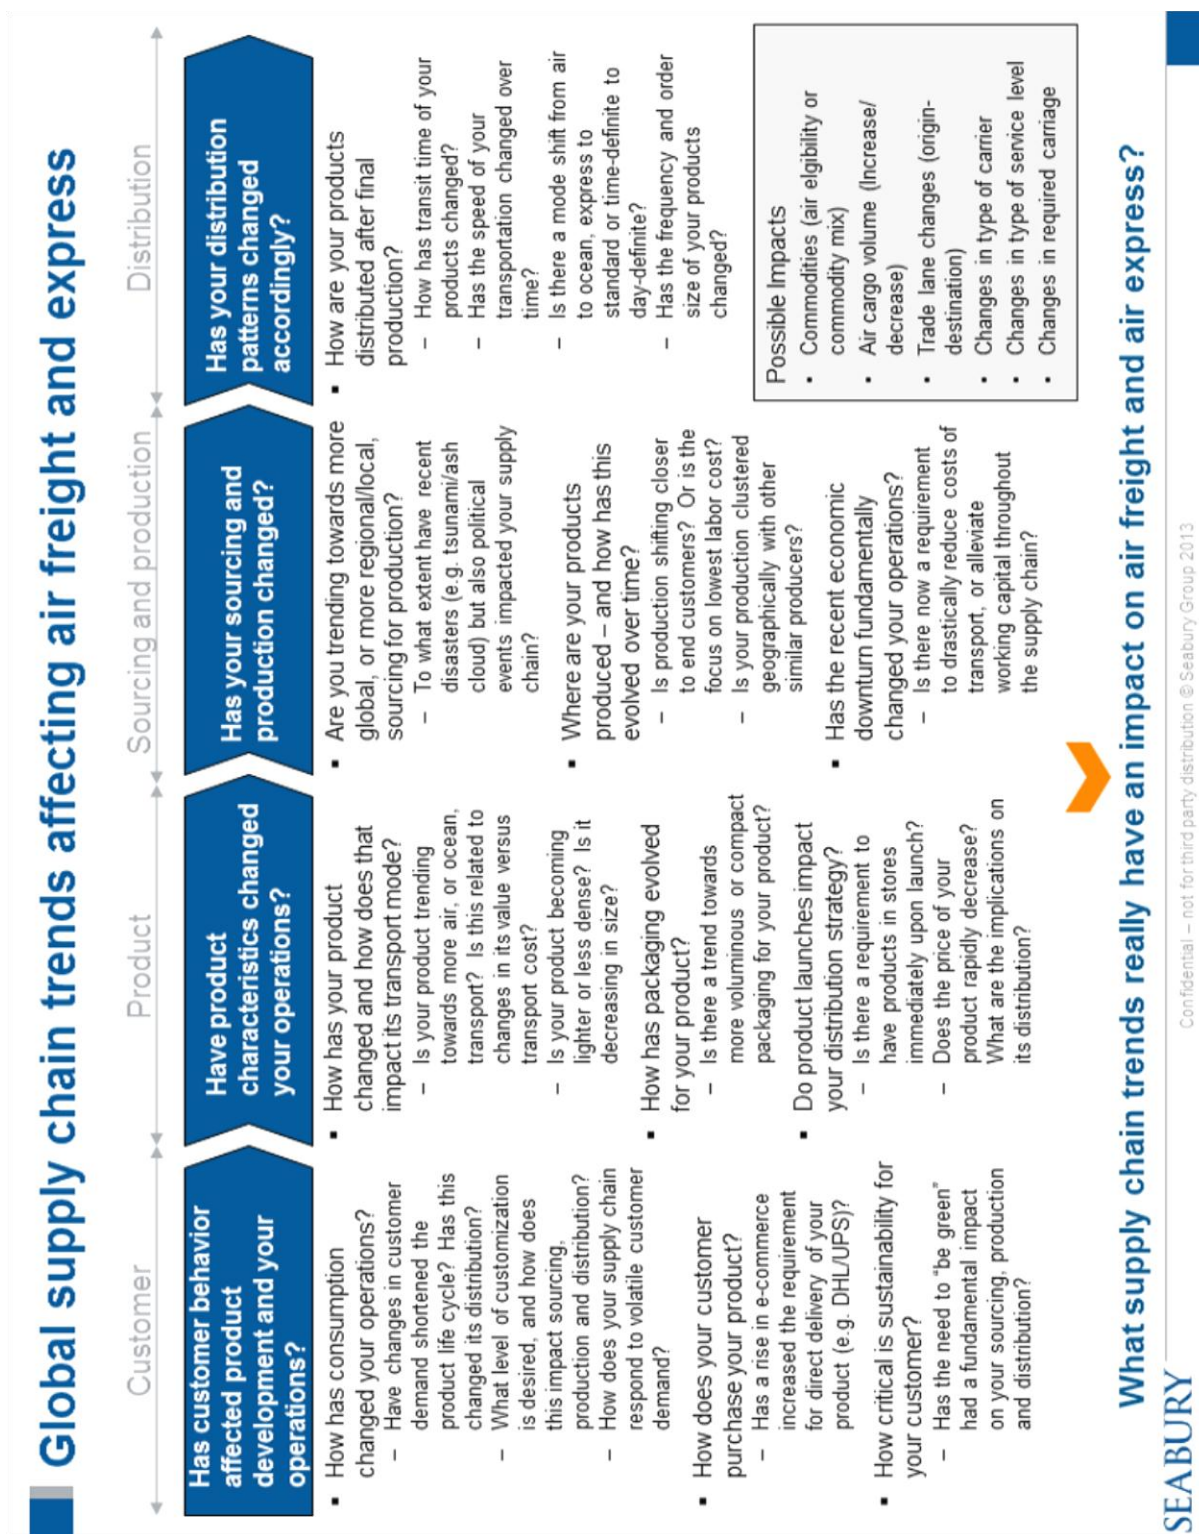 Global supply chain trends affecting air freight and express
Customer
Product
Sourcing and production
Distribution
Has customer behavior
affected product
development and your
operations?
Have product
characteristics changed
your operations?
Has your sourcing and
production changed?
Has your distribution
patterns changed
accordingly?
▪ How has consumption
changed your operations?
– Have changes in customer
demand shortened the
product life cycle? Has this
changed its distribution?
– What level of customization
is desired, and how does
this impact sourcing,
production and distribution?
– How does your supply chain
respond to volatile customer
demand?
▪ How does your customer
purchase your product?
– Has a rise in e-commerce
increased the requirement
for direct delivery of your
product (e.g. DHL/UPS)?
▪ How critical is sustainability for
your customer?
– Has the need to “be green”
had a fundamental impact
on your sourcing, production
and distribution?
▪ How has your product
changed and how does that
impact its transport mode?
– Is your product trending
towards more air, or ocean,
transport? Is this related to
changes in its value versus
transport cost?
– Is your product becoming
lighter or less dense? Is it
decreasing in size?
▪ How has packaging evolved
for your product?
– Is there a trend towards
more voluminous or compact
packaging for your product?
▪ Do product launches impact
your distribution strategy?
– Is there a requirement to
have products in stores
immediately upon launch?
– Does the price of your
product rapidly decrease?
What are the implications on
its distribution?
▪ Are you trending towards more
global, or more regional/local,
sourcing for production?
– To what extent have recent
disasters (e.g. tsunami/ash
cloud) but also political
events impacted your supply
chain?
▪ Where are your products
produced – and how has this
evolved over time?
– Is production shifting closer
to end customers? Or is the
focus on lowest labor cost?
– Is your production clustered
geographically with other
similar producers?
▪ Has the recent economic
downturn fundamentally
changed your operations?
– Is there now a requirement
to drastically reduce costs of
transport, or alleviate
working capital throughout
the supply chain?
▪ How are your products
distributed after final
production?
– How has transit time of your
products changed?
– Has the speed of your
transportation changed over
time?
– Is there a mode shift from air
to ocean, express to
standard or time-definite to
day-definite?
– Has the frequency and order
size of your products
changed?
Possible Impacts
• Commodities (air elgibility or
commodity mix)
• Air cargo volume (Increase/
decrease)
• Trade lane changes (origin-
destination)
• Changes in type of carrier
• Changes in type of service level
• Changes in required carriage
What supply chain trends really have an impact on air freight and air express?
SEABURY
Confidential – not for third party distribution © Seabury Group 2013